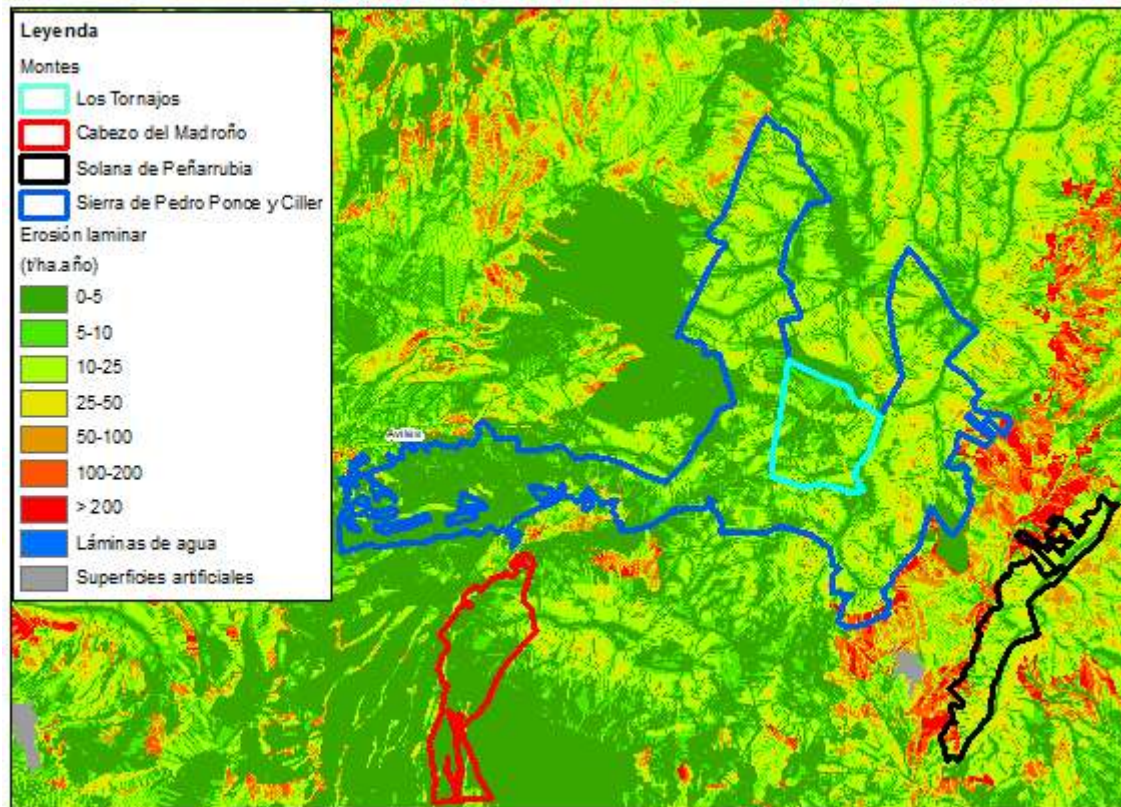 Leyenda
Montes
Los Tornajos
Cabezo del Madroño
Solana de Peñarrubia
Sierra de Pedro Ponce y Ciller
Erosión laminar
(t/ha.año)
0-5
5-10
10-25
25-50
50-100
100-200
> 200
Láminas de agua
Superficies artificiales
Avilés